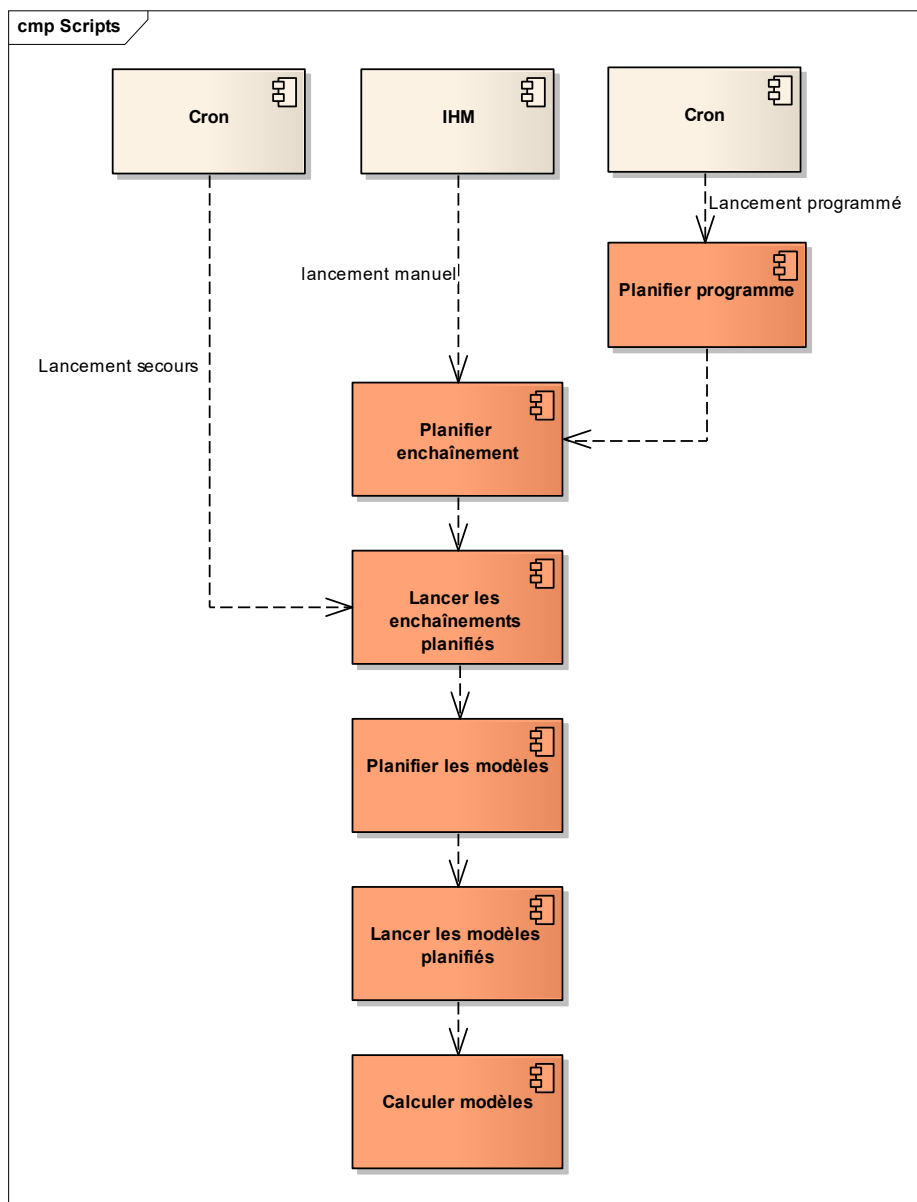 cmp Scripts
Cron
IHM
Cron
Lancement programmé
Planifier programme
lancement manuel
Lancement secours
Planifier
enchaînement
Lancer les
enchaînements
planifiés
Planifier les modèles
Lancer les modèles
planifiés
Calculer modèles